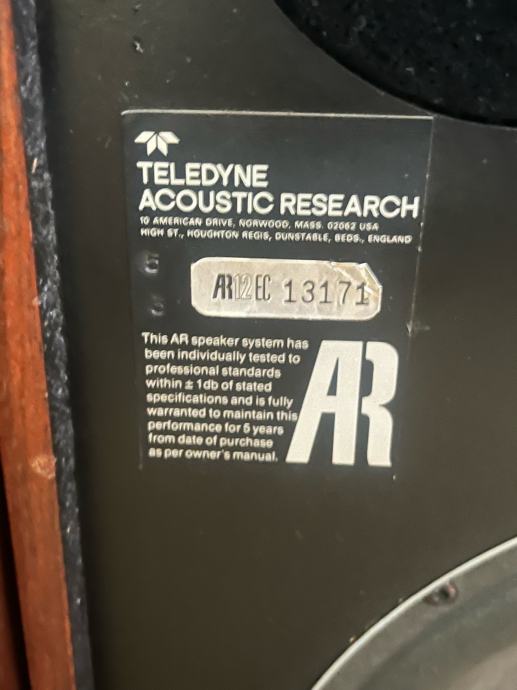 TELEDYNE
ACOUSTIC RESEARCH
10 AMERICAN DRIVE, NORWOOD, MASS. 02062 USA
HIGH ST., HOUGHTON REGIS, DUNSTABLE, BEDS., ENGLAND
AR12 EC 13171
This AR speaker system has
been individually tested to
professional standards
within ± 1db of stated
specifications and is fully
warranted to maintain this
performance for 5 years
from date of purchase
as per owner's manual.
AR